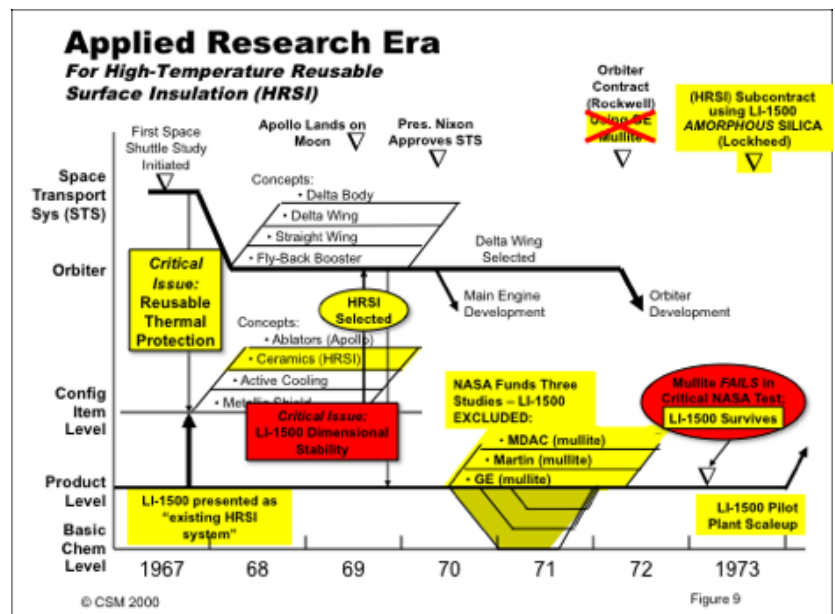 Applied Research Era
For High-Temperature Reusable
Surface Insulation (HRSI)
First Space
Shuttle Study
Initiated
Apollo Lands on
Moon
Pres. Nixon
Approves STS
Orbiter
Contract
(Rockwell)
Using GE
Mullite
(HRSI) Subcontract
using LI-1500
AMORPHOUS SILICA
(Lockheed)
Space
Transport
Sys (STS)
Concepts:
• Delta Body
• Delta Wing
• Straight Wing
• Fly-Back Booster
Delta Wing
Selected
Orbiter
Critical
Issue:
Reusable
Thermal
Protection
HRSI
Selected
Main Engine
Development
Orbiter
Development
Concepts:
• Ablators (Apollo)
• Ceramics (HRSI)
• Active Cooling
• Metallic Shield
Config
Item
Level
Critical Issue:
LI-1500 Dimensional
Stability
NASA Funds Three
Studies – LI-1500
EXCLUDED:
• MDAC (mullite)
• Martin (mullite)
• GE (mullite)
Mullite FAILS in
Critical NASA Test;
LI-1500 Survives
Product
Level
LI-1500 presented as
“existing HRSI
system”
LI-1500 Pilot
Plant Scaleup
Basic
Chem
Level
1967 68 69 70 71 72 1973
© CSM 2000
Figure 9